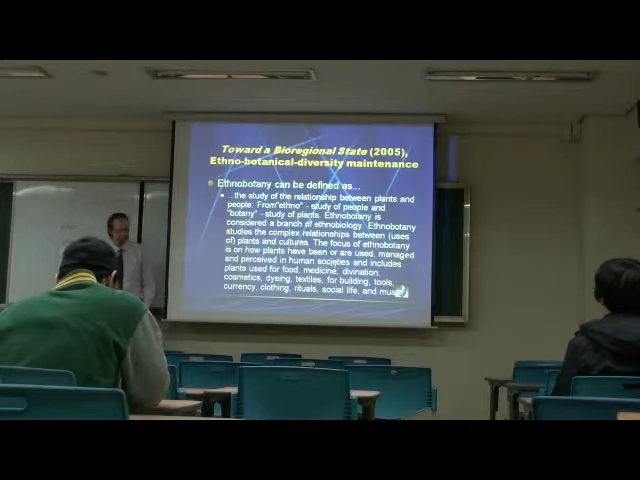 Toward a Bioregional State (2005),
Ethno-botanical-diversity maintenance
Ethnobotany can be defined as...
...the study of the relationship between plants and
people: From"ethno" - study of people and
"botany" - study of plants. Ethnobotany is
considered a branch of ethnobiology. Ethnobotany
studies the complex relationships between (uses
of) plants and cultures. The focus of ethnobotany
is on how plants have been or are used, managed
and perceived in human societies and includes
plants used for food, medicine, divination,
cosmetics, dyeing, textiles, for building, tools,
currency, clothing, rituals, social life, and